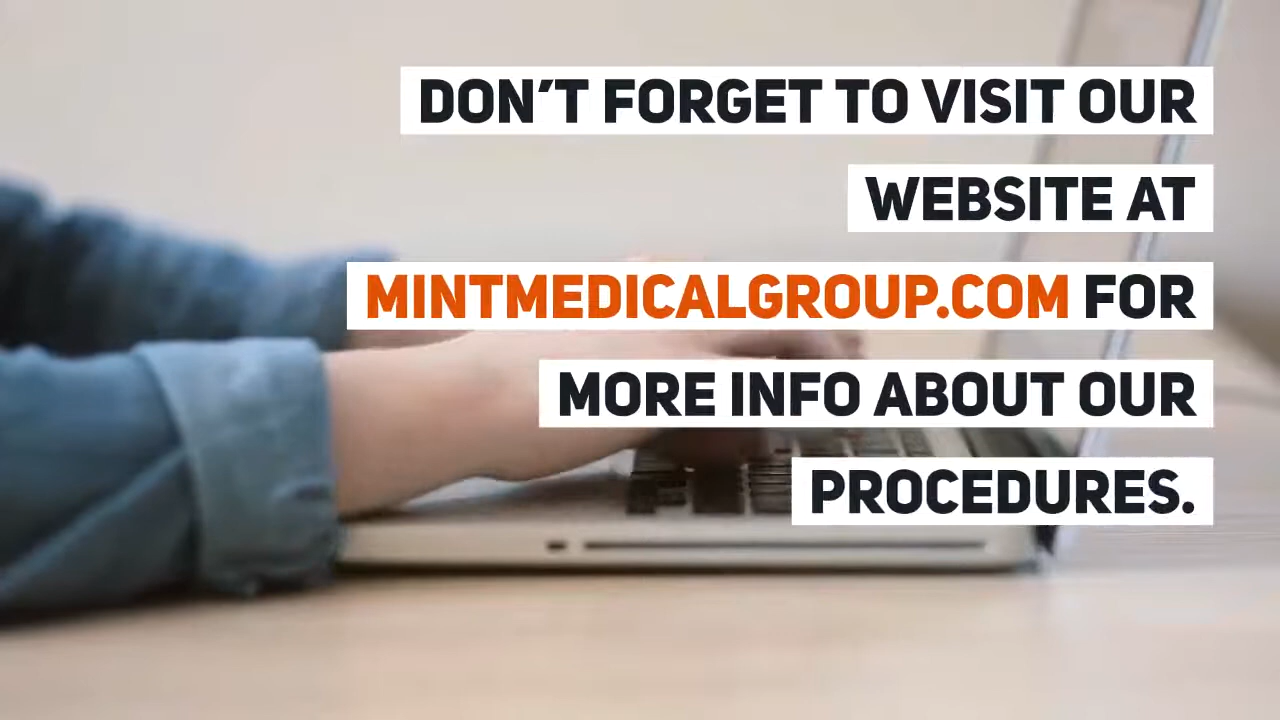 DON'T FORGET TO VISIT OUR
WEBSITE AT
MINTMEDICALGROUP.COM FOR
MORE INFO ABOUT OUR
PROCEDURES.